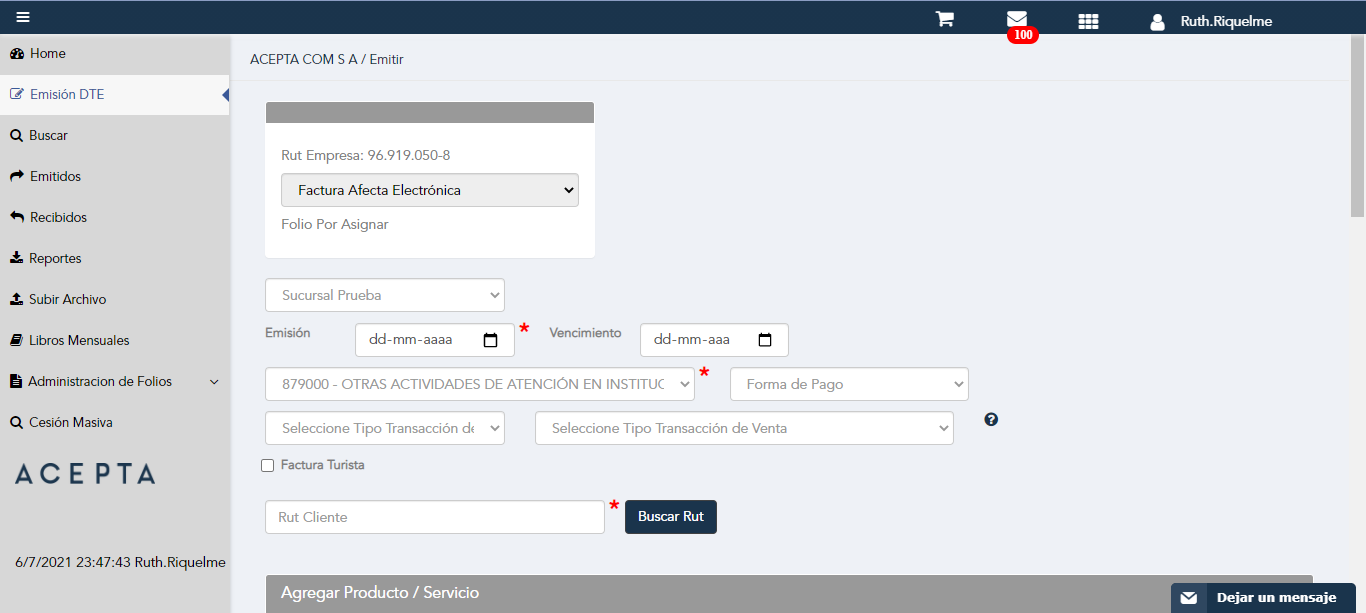 Ruth.Riquelme
100
Home
Emisión DTE
Buscar
Emitidos
Recibidos
Reportes
Subir Archivo
Libros Mensuales
Administracion de Folios
Cesión Masiva
ACEPTA
6/7/2021 23:47:43 Ruth.Riquelme
ACEPTA COM S A / Emitir
Rut Empresa: 96.919.050-8
Factura Afecta Electrónica
Folio Por Asignar
Sucursal Prueba
Emisión dd-mm-aaaa * Vencimiento dd-mm-aaa
879000 - OTRAS ACTIVIDADES DE ATENCIÓN EN INSTITUC * Forma de Pago
Seleccione Tipo Transacción de Seleccione Tipo Transacción de Venta ?
Factura Turista
Rut Cliente * Buscar Rut
Agregar Producto / Servicio
Dejar un mensaje